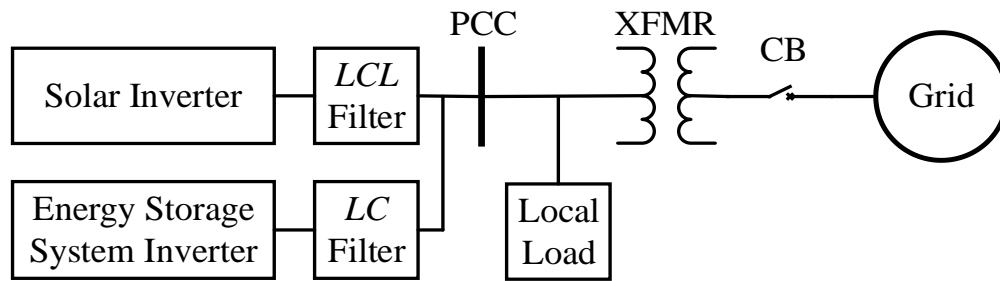 PCC
XFMR
CB
Solar Inverter
LCL
Filter
Grid
Energy Storage
System Inverter
LC
Filter
Local
Load